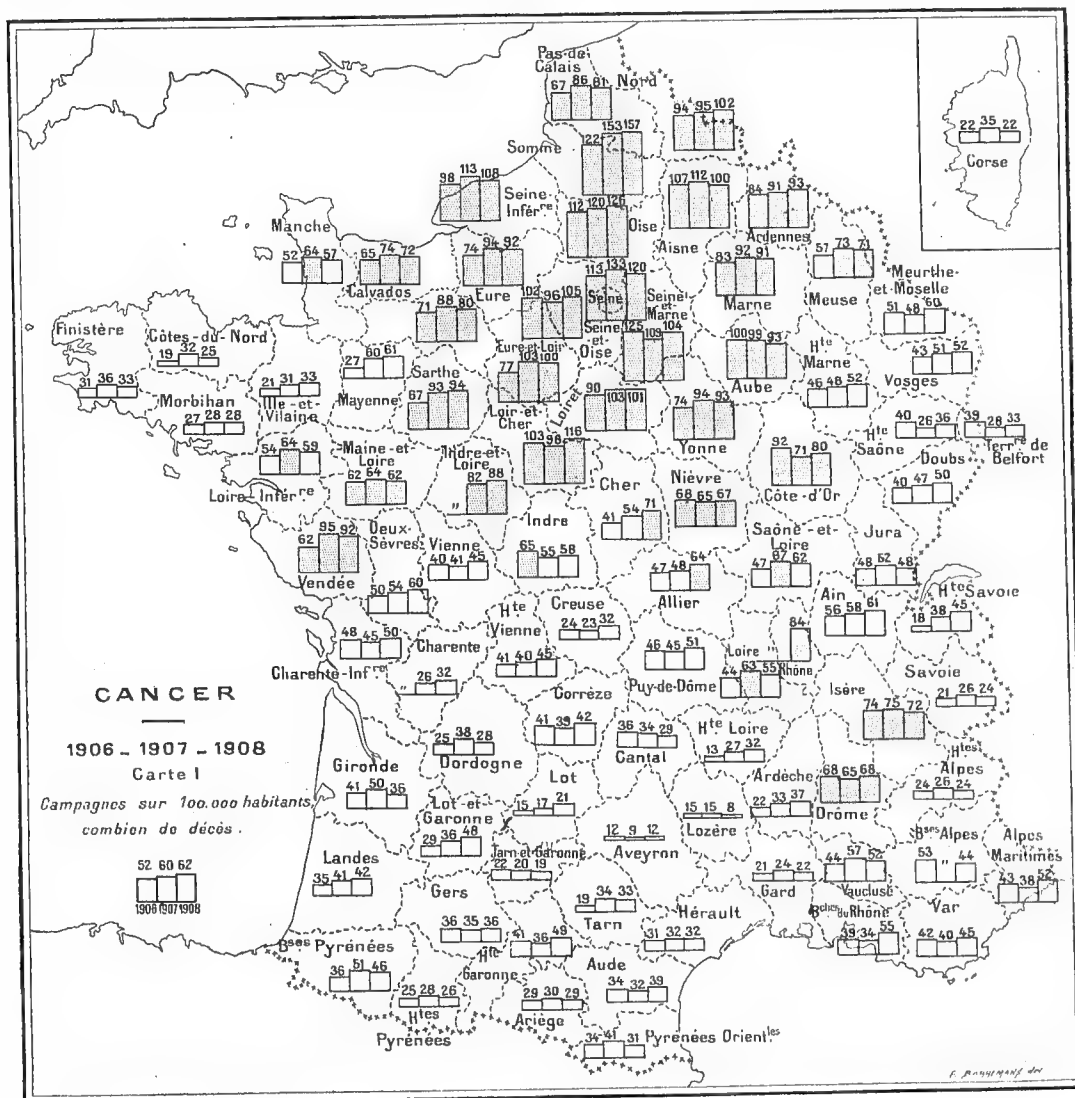 Pas-de-
Calais
67 86 81
Nord
94 95 102
Somme
122 153 157
98 113 108
Seine-
Inférʳᵉ
112 120 126
Oise
107 112 100
Aisne
84 91 93
Ardennes
22 35 22
Corse
Manche
52 64 57
65 74 72
Calvados
74 94 92
Eure
113 133 120
Seine
Seine-
et-
Marne
83 92 91
Marne
57 73 71
Meuse
Meurthe-
et-Moselle
51 48 60
71 88 80
102 96 105
Eure-et-Loir
Seine-
et-
Oise
125 109 104
100 99 93
Aube
Hᵗᵉ
Marne
46 48 52
43 51 52
Vosges
Finistère
31 36 33
Côtes-du-Nord
19 32 25
Morbihan
27 28 28
21 31 33
Ille-et-
Vilaine
27 60 61
Mayenne
Sarthe
67 93 94
77 103 100
Loir-et-
Cher
Loiret
90 103 101
74 94 93
Yonne
40 26 36
Hᵗᵉ
Saône
39 28 33
Terrʳᵉ de
Belfort
54 64 59
Loire-Inférʳᵉ
Maine-et-
Loire
62 64 62
Indre-et-
Loire
" 82 88
103 98 116
Cher
41 54 71
Nièvre
68 65 67
92 71 80
Côte-d'Or
Doubs
40 47 50
62 95 92
Vendée
Deux-
Sèvres
50 54 60
Vienne
40 41 45
Indre
65 55 58
47 48 64
Allier
Saône-et-
Loire
47 67 62
Jura
48 62 48
48 45 50
Charente-Infʳᵉ
Charente
" 26 32
Hᵗᵉ
Vienne
41 40 45
Creuse
24 23 32
46 45 51
Puy-de-Dôme
Loire
44 63 55
84
Rhône
Ain
56 58 61
Hᵗᵉ Savoie
18 38 45
Savoie
21 26 24
CANCER
1906 - 1907 - 1908
Carte I
Campagnes sur 100.000 habitants,
combien de décès.
52 60 62
1906 1907 1908
25 38 28
Dordogne
Corrèze
41 39 42
36 34 29
Cantal
Hᵗᵉ Loire
13 27 32
Isère
74 75 72
Gironde
41 50 36
Lot-et-
Garonne
29 36 48
Lot
15 17 21
12 9 12
Aveyron
15 15 8
Lozère
Ardèche
22 33 37
68 65 68
Drôme
Hᵗᵉˢ
Alpes
24 26 24
Landes
35 41 42
Gers
36 35 36
Tarn-et-Garonne
22 20 19
19 34 33
Tarn
21 24 22
Gard
44 57 52
Vaucluse
Bˢᵉˢ Alpes
53 " 44
Alpes
Maritimes
43 38 52
Bˢᵉˢ Pyrénées
36 51 46
25 28 26
Hᵗᵉˢ
Pyrénées
41 36 49
Hᵗᵉ
Garonne
29 30 29
Ariège
Aude
34 32 39
Hérault
31 32 32
Bᶜʰᵉˢ du Rhône
39 34 55
Var
42 40 45
34 41 31
Pyrénées Orientˡᵉˢ